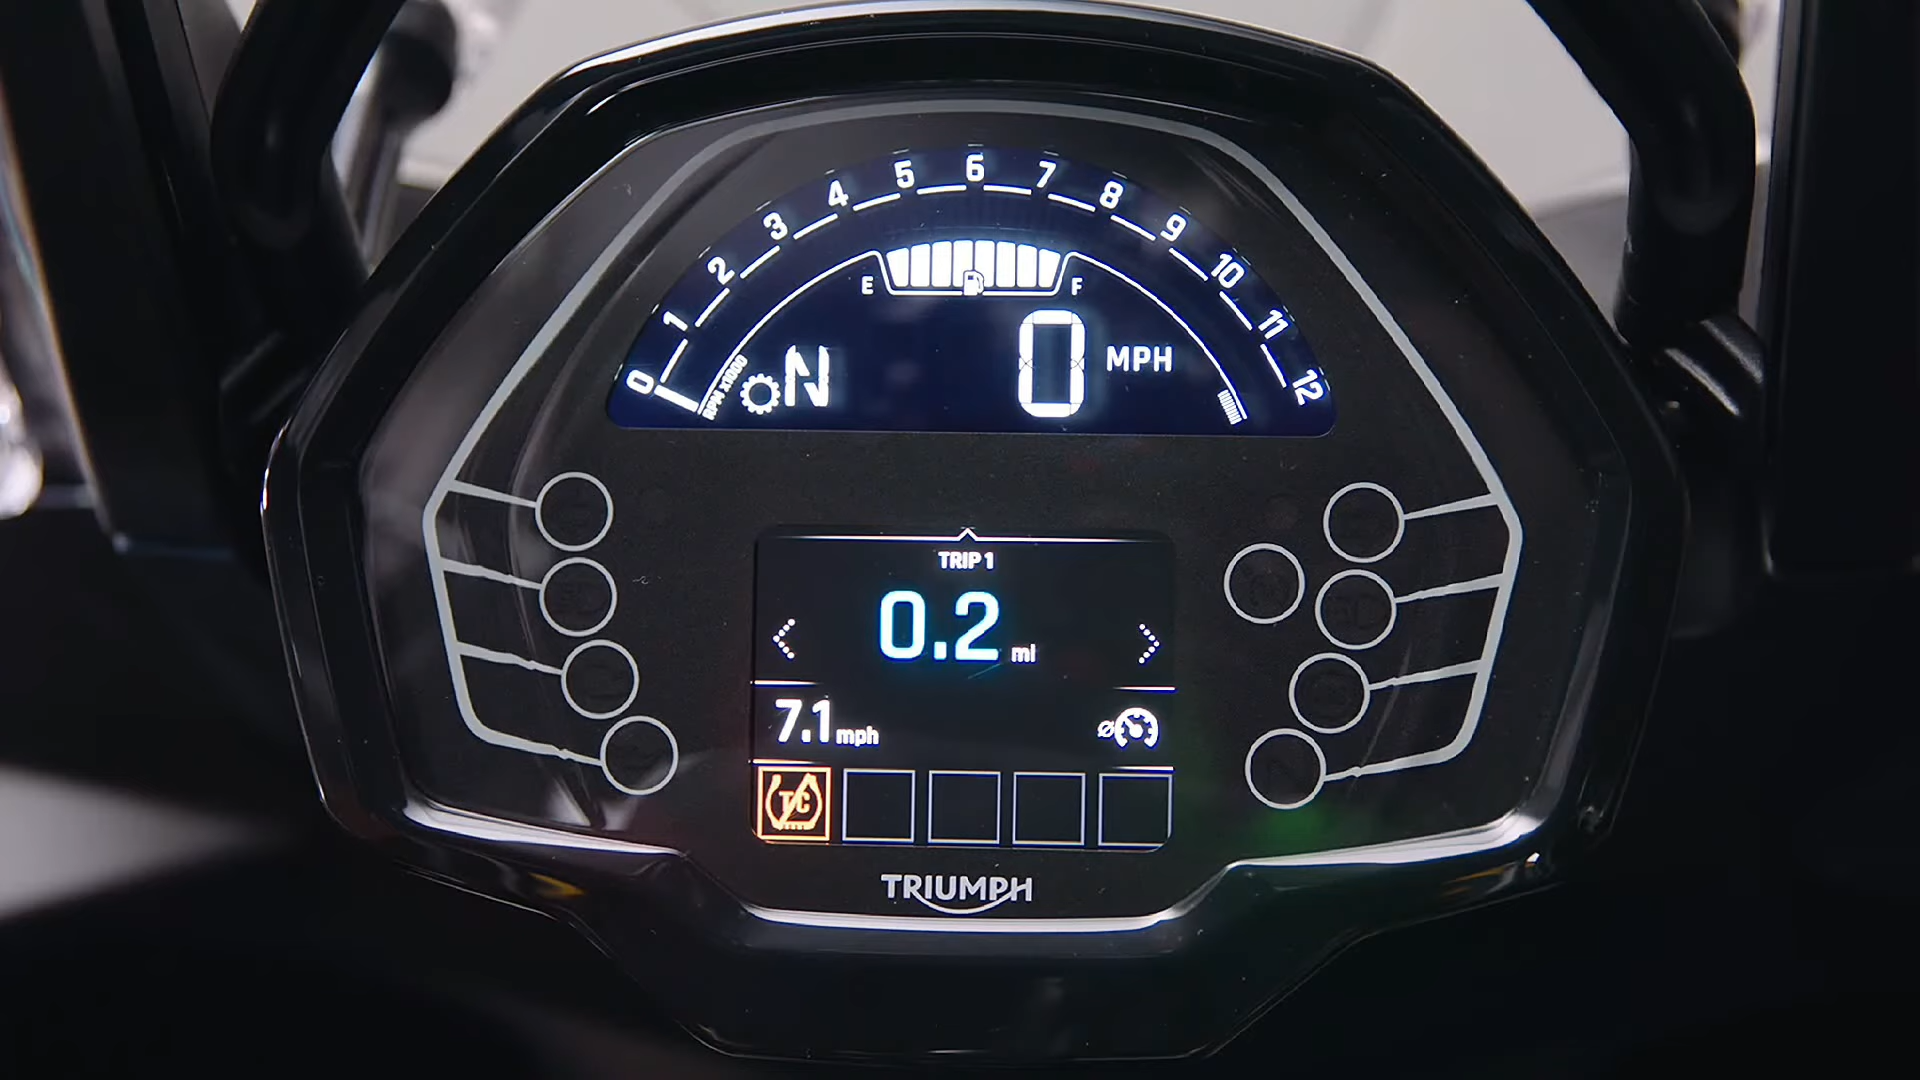 0 1 2 3 4 5 6 7 8 9 10 11 12
RPM x1000
E F
N 0 MPH
TRIP 1
0.2 mi
7.1 mph
TC
TRIUMPH